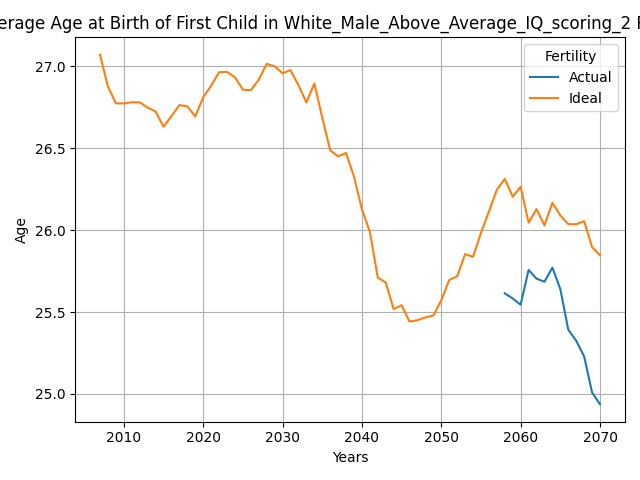 erage Age at Birth of First Child in White_Male_Above_Average_IQ_scoring_2
Fertility
Actual
Ideal
27.0
26.5
26.0
25.5
25.0
Age
2010 2020 2030 2040 2050 2060 2070
Years